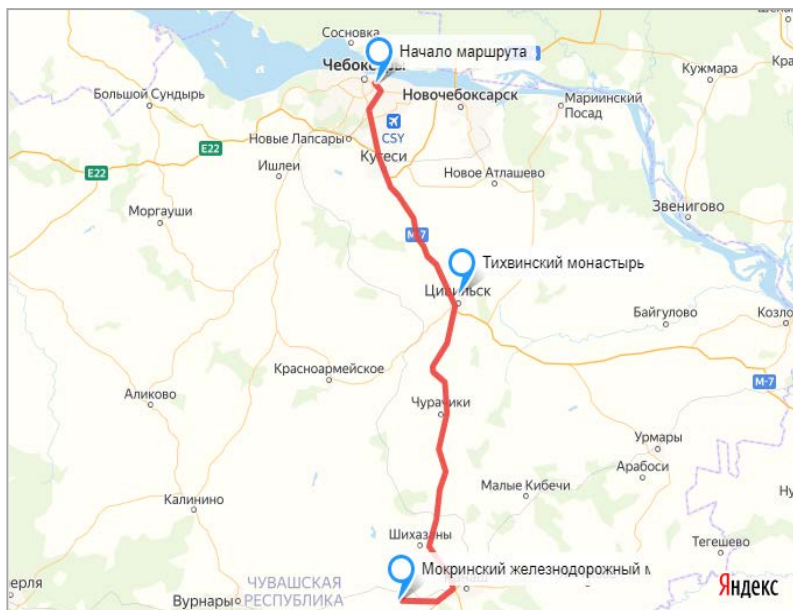 Сосновка
Начало маршрута
Чебоксары
Кужмара
Большой Сундырь
Новочебоксарск
Мариинский
Посад
CSY
Новые Лапсары
E22
E22
Кугеси
Ишлеи
Новое Атлашево
Моргауши
Звенигово
М-7
Тихвинский монастырь
Цивильск
Байгулово
Козло
Красноармейское
М-7
Аликово
Чурачики
Урмары
Арабоси
Малые Кибечи
Калинино
Ну
Шихазаны
Тегешево
Мокринский железнодорожный м
ерля
ЧУВАШСКАЯ
РЕСПУБЛИКА
Вурнары
Яндекс